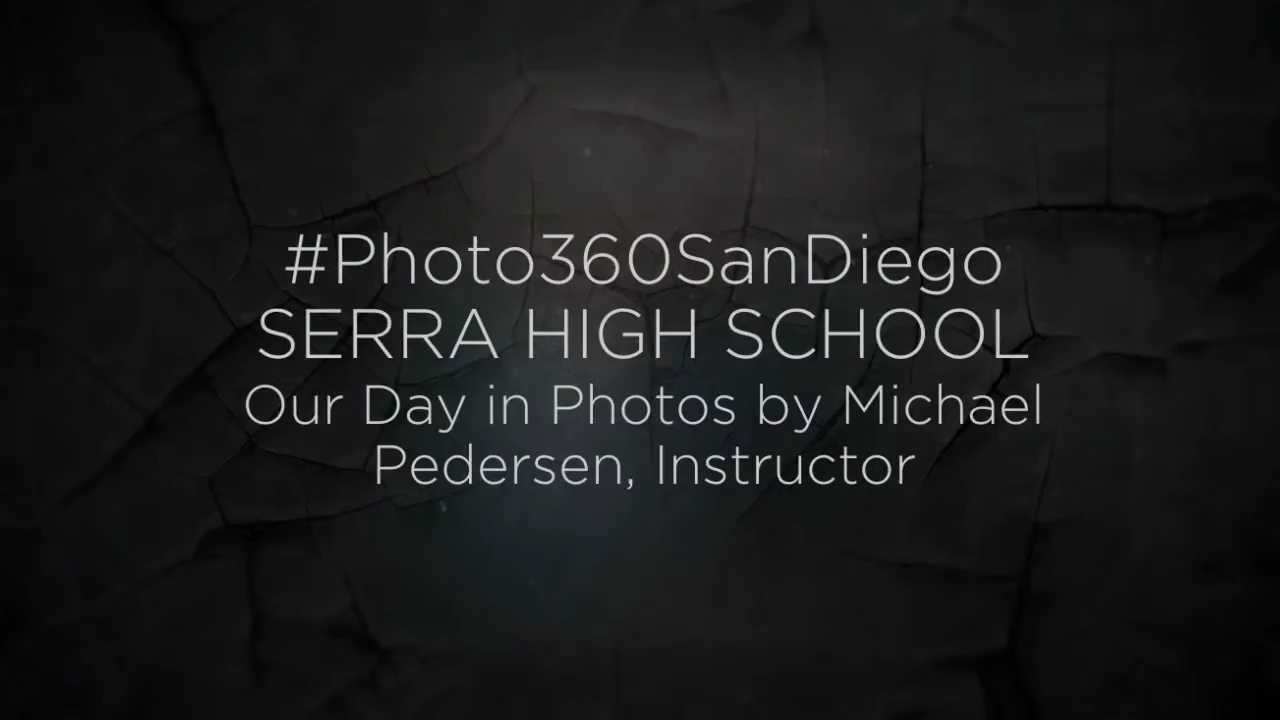 #Photo360SanDiego
SERRA HIGH SCHOOL
Our Day in Photos by Michael
Pedersen, Instructor